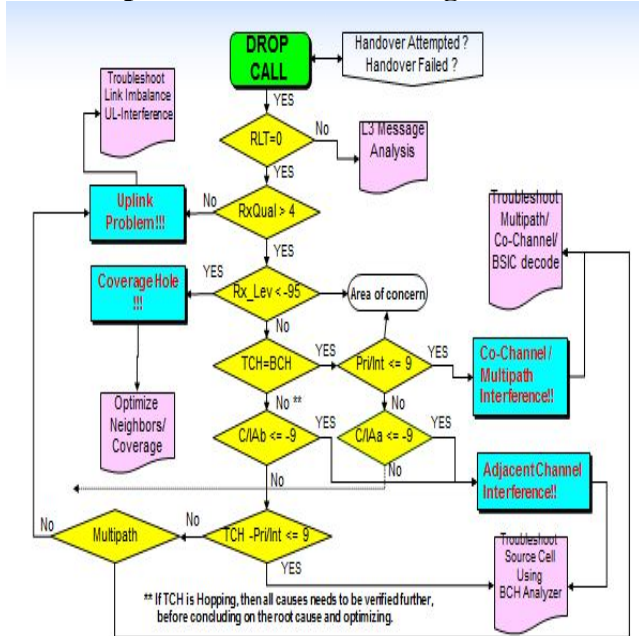 DROP
CALL
Handover Attempted ?
Handover Failed ?
Troubleshoot
Link Imbalance
UL-Interference
YES
RLT=0
No
L3 Message
Analysis
YES
Uplink
Problem!!!
No
RxQual > 4
Troubleshoot
Multipath/
Co-Channel/
BSIC decode
YES
Coverage Hole
!!!
YES
Rx_Lev < -95
Area of concern
No
TCH=BCH
YES
Pri/Int <= 9
YES
Co-Channel /
Multipath
Interference!!
Optimize
Neighbors/
Coverage
No **
No
C/IAb <= -9
YES
C/IAa <= -9
YES
No
No
Adjacent Channel
Interference!!
No
Multipath
No
TCH -Pri/Int <= 9
YES
Troubleshoot
Source Cell
Using
BCH Analyzer
** If TCH is Hopping, then all causes needs to be verified further,
before concluding on the root cause and optimizing.